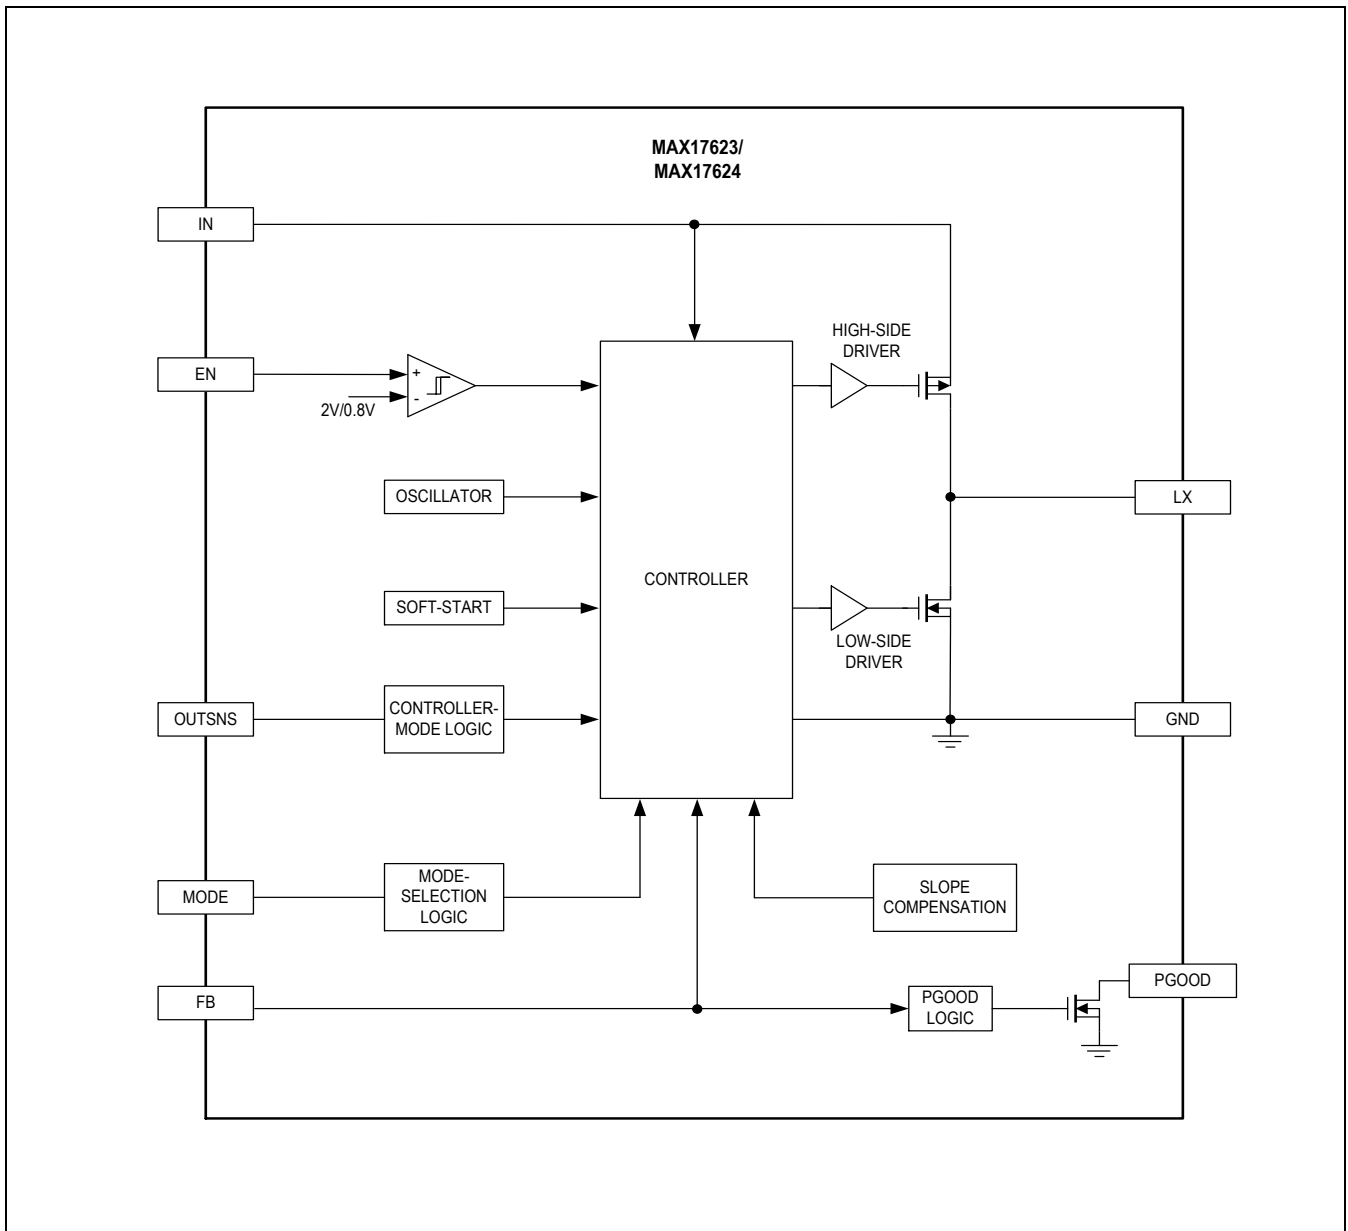 MAX17623/
MAX17624
IN
HIGH-SIDE
DRIVER
EN
+
-
2V/0.8V
OSCILLATOR
LX
CONTROLLER
SOFT-START
LOW-SIDE
DRIVER
OUTSNS
CONTROLLER-
MODE LOGIC
GND
MODE
MODE-
SELECTION
LOGIC
SLOPE
COMPENSATION
FB
PGOOD
LOGIC
PGOOD